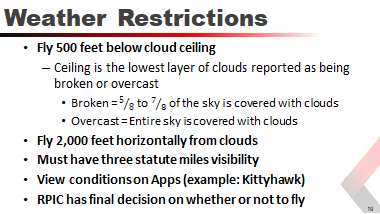 Weather Restrictions
• Fly 500 feet below cloud ceiling
– Ceiling is the lowest layer of clouds reported as being
broken or overcast
• Broken = 5/8 to 7/8 of the sky is covered with clouds
• Overcast = Entire sky is covered with clouds
• Fly 2,000 feet horizontally from clouds
• Must have three statute miles visibility
• View conditions on Apps (example: Kittyhawk)
• RPIC has final decision on whether or not to fly